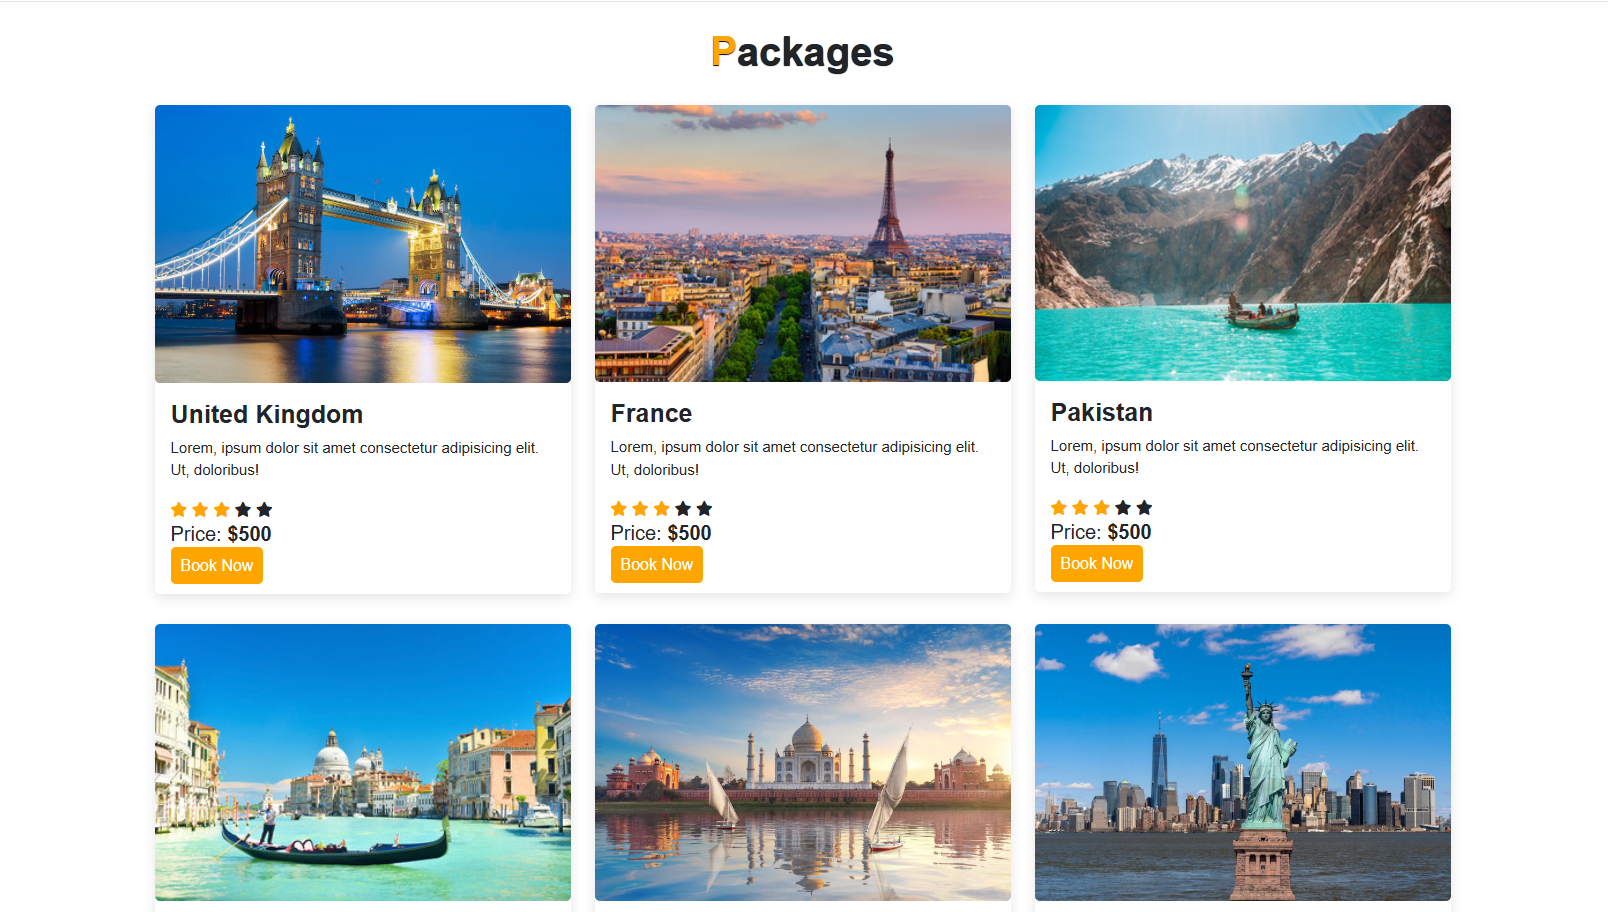 Packages
United Kingdom
Lorem, ipsum dolor sit amet consectetur adipisicing elit.
Ut, doloribus!
Price: $500
Book Now
France
Lorem, ipsum dolor sit amet consectetur adipisicing elit.
Ut, doloribus!
Price: $500
Book Now
Pakistan
Lorem, ipsum dolor sit amet consectetur adipisicing elit.
Ut, doloribus!
Price: $500
Book Now